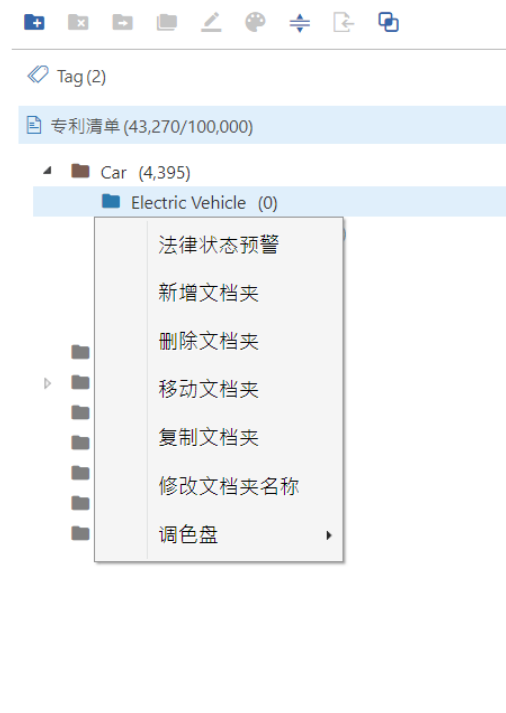 Tag (2)
专利清单 (43,270/100,000)
Car (4,395)
Electric Vehicle (0)
法律状态预警
新增文档夹
删除文档夹
移动文档夹
复制文档夹
修改文档夹名称
调色盘